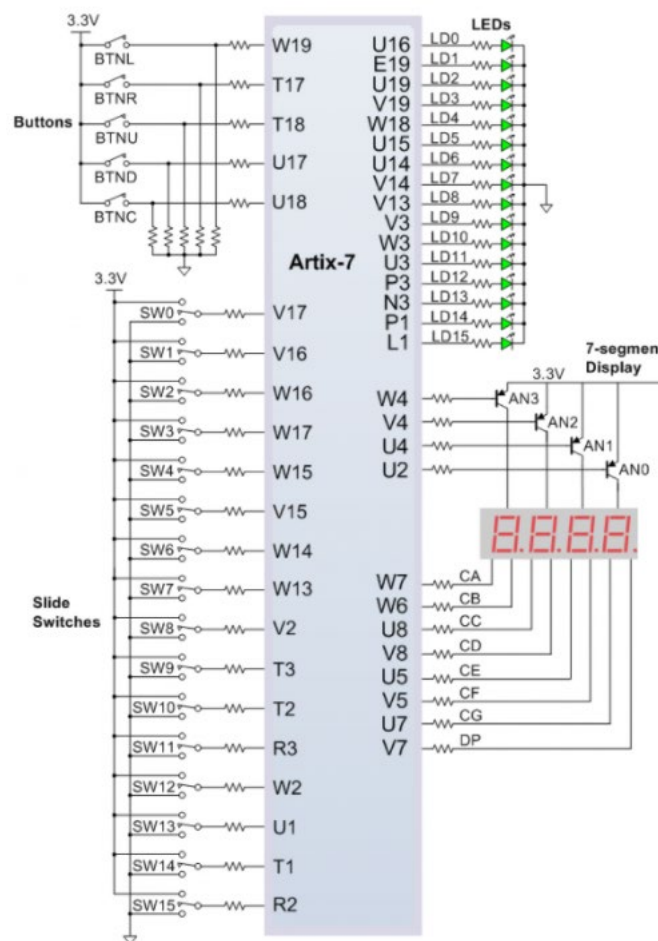 3.3V
BTNL
BTNR
BTNU
BTND
BTNC
Buttons
W19
T17
T18
U17
U18
Artix-7
LEDs
U16 LD0
E19 LD1
U19 LD2
V19 LD3
W18 LD4
U15 LD5
U14 LD6
V14 LD7
V13 LD8
V3 LD9
W3 LD10
U3 LD11
P3 LD12
N3 LD13
P1 LD14
L1 LD15
3.3V
Slide
Switches
SW0 V17
SW1 V16
SW2 W16
SW3 W17
SW4 W15
SW5 V15
SW6 W14
SW7 W13
SW8 V2
SW9 T3
SW10 T2
SW11 R3
SW12 W2
SW13 U1
SW14 T1
SW15 R2
7-segment
Display
3.3V
W4 AN3
V4 AN2
U4 AN1
U2 AN0
8.8.8.8.
W7 CA
W6 CB
U8 CC
V8 CD
U5 CE
V5 CF
U7 CG
V7 DP